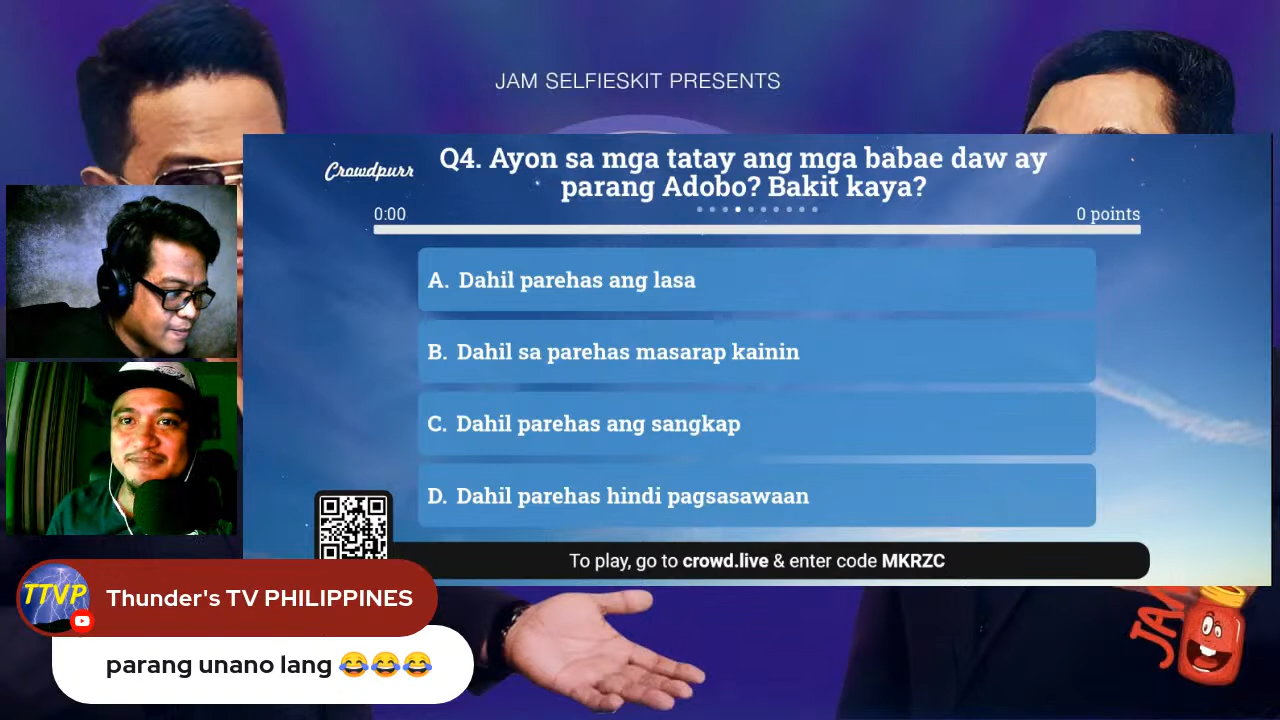 JAM SELFIESKIT PRESENTS
Crowdpurr
Q4. Ayon sa mga tatay ang mga babae daw ay
parang Adobo? Bakit kaya?
0:00
0 points
A. Dahil parehas ang lasa
B. Dahil sa parehas masarap kainin
C. Dahil parehas ang sangkap
D. Dahil parehas hindi pagsasawaan
To play, go to crowd.live & enter code MKRZC
TTVP
Thunder's TV PHILIPPINES
parang unano lang 😂😂😂
JAM